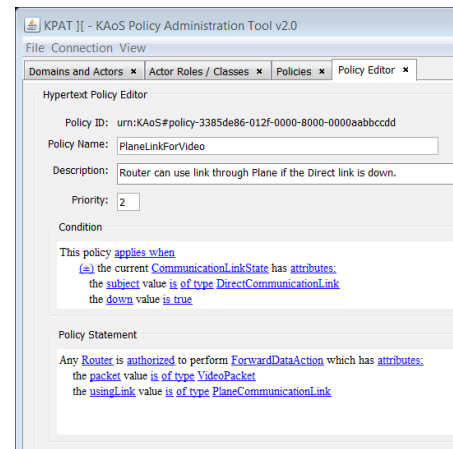 KPAT ][ - KAoS Policy Administration Tool v2.0
File Connection View
Domains and Actors × Actor Roles / Classes × Policies × Policy Editor ×
Hypertext Policy Editor
Policy ID: urn:KAoS#policy-3385de86-012f-0000-8000-0000aabbccdd
Policy Name: PlaneLinkForVideo
Description: Router can use link through Plane if the Direct link is down.
Priority: 2
Condition
This policy applies when
(±) the current CommunicationLinkState has attributes:
the subject value is of type DirectCommunicationLink
the down value is true
Policy Statement
Any Router is authorized to perform ForwardDataAction which has attributes:
the packet value is of type VideoPacket
the usingLink value is of type PlaneCommunicationLink